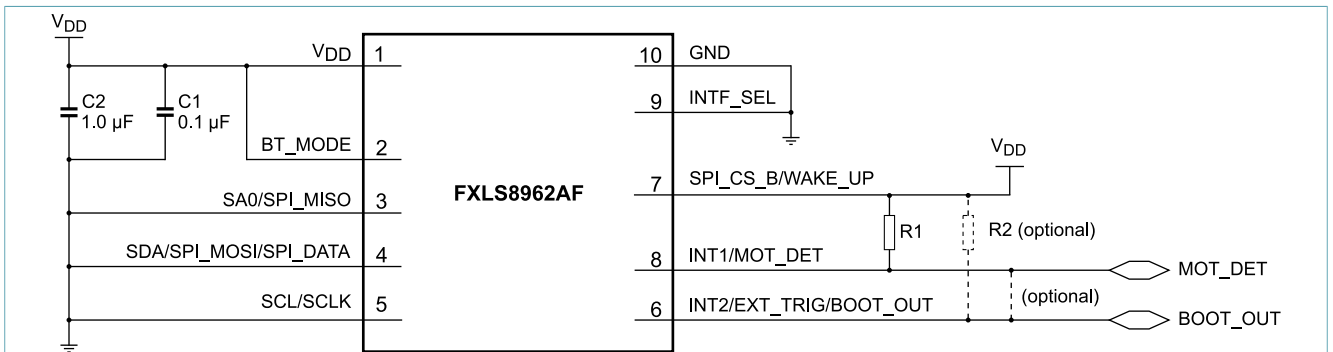 VDD
C2
1.0 µF
C1
0.1 µF
VDD 1
BT_MODE 2
SA0/SPI_MISO 3
SDA/SPI_MOSI/SPI_DATA 4
SCL/SCLK 5
FXLS8962AF
10 GND
9 INTF_SEL
VDD
7 SPI_CS_B/WAKE_UP
R1
R2 (optional)
8 INT1/MOT_DET
MOT_DET
(optional)
6 INT2/EXT_TRIG/BOOT_OUT
BOOT_OUT